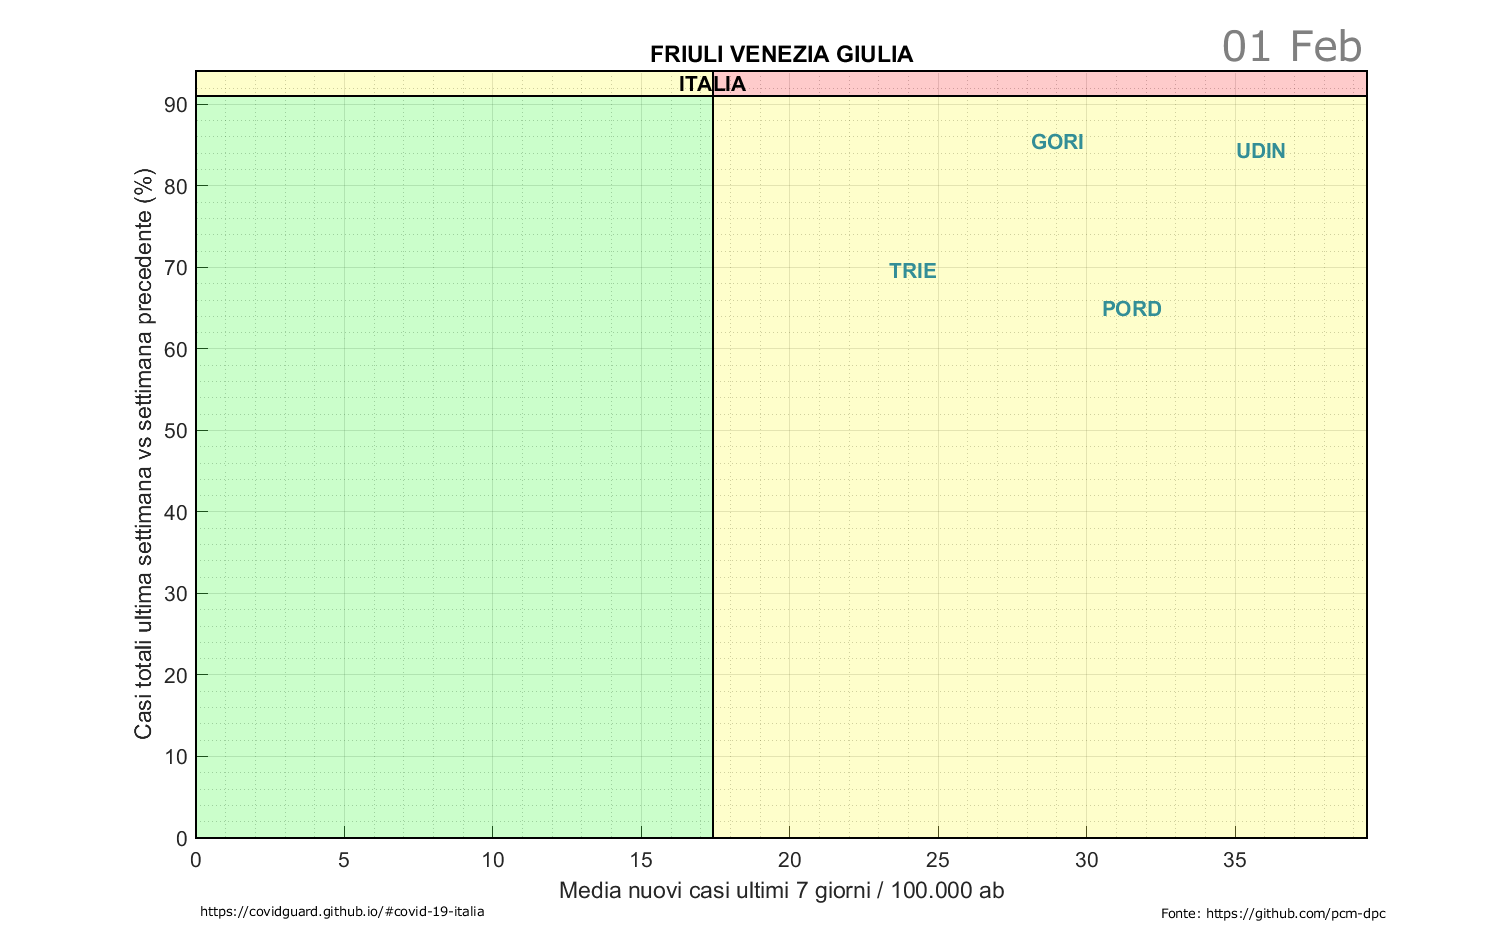 01 Feb
FRIULI VENEZIA GIULIA
ITALIA
90
80
70
60
50
40
30
20
10
0
Casi totali ultima settimana vs settimana precedente (%)
GORI
UDIN
TRIE
PORD
0 5 10 15 20 25 30 35
Media nuovi casi ultimi 7 giorni / 100.000 ab
https://covidguard.github.io/#covid-19-italia
Fonte: https://github.com/pcm-dpc